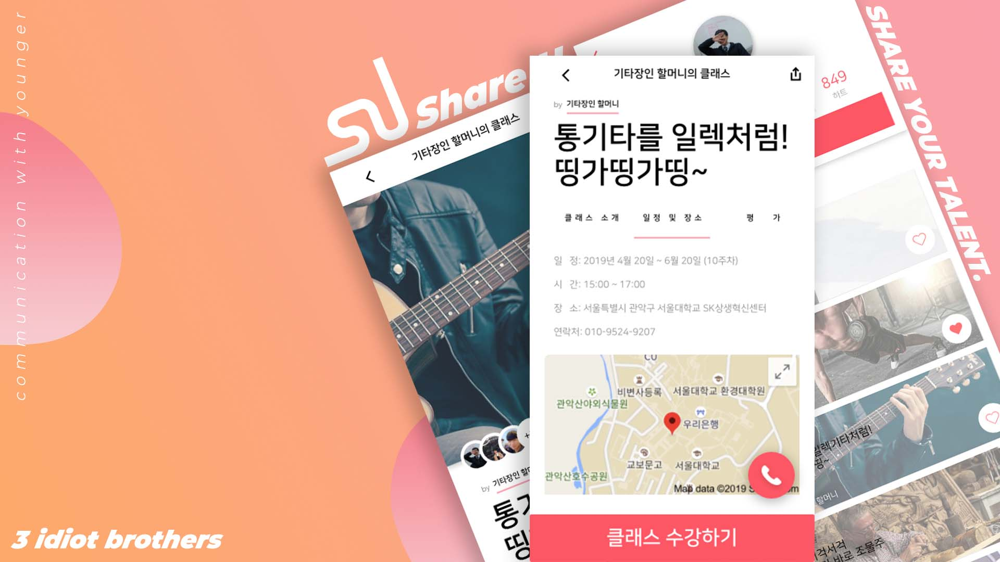 communication with younger
3 idiot brothers
Share
SHARE YOUR TALENT.
기타장인 할머니의 클래스
by
통
띵
기타장인 할머니의 클래스
by 기타장인 할머니
통기타를 일렉처럼!
띵가띵가띵~
클래스 소개 일정 및 장소 평 가
일 정: 2019년 4월 20일 ~ 6월 20일 (10주차)
시 간: 15:00 ~ 17:00
장 소: 서울특별시 관악구 서울대학교 SK상생혁신센터
연락처: 010-9524-9207
CU
비변사등록
서울대학교 환경대학원
관악산야외식물원
우리은행
교보문고
서울대학교
관악산호수공원
Map data ©2019
클래스 수강하기
849
하트
일렉기타처럼!
띵~
할머니
바로 조물주